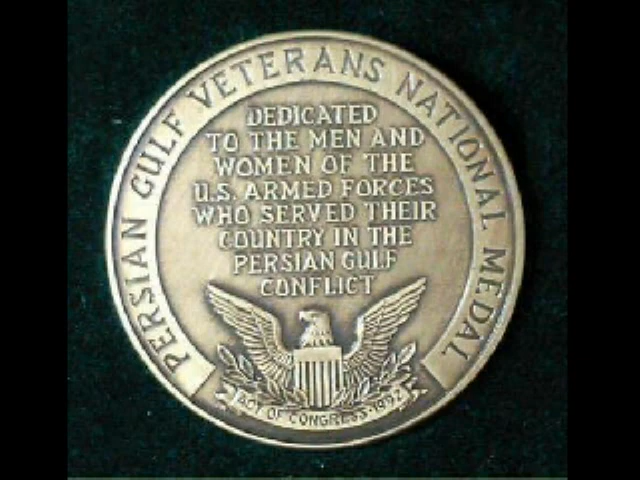 PERSIAN GULF VETERANS NATIONAL MEDAL
DEDICATED
TO THE MEN AND
WOMEN OF THE
U.S. ARMED FORCES
WHO SERVED THEIR
COUNTRY IN THE
PERSIAN GULF
CONFLICT
ACT OF CONGRESS·1992